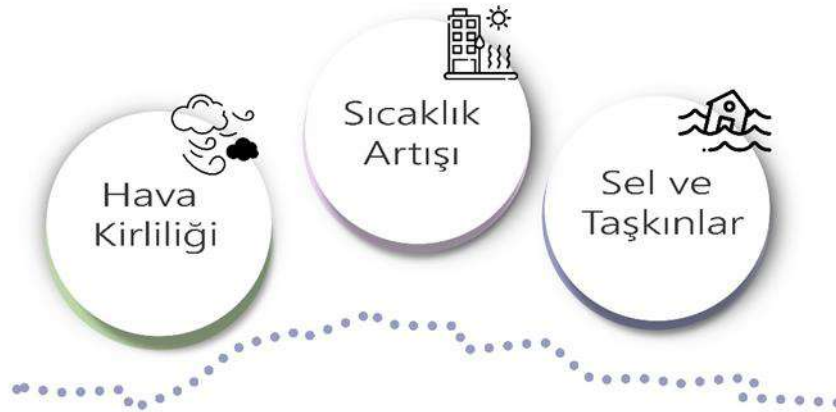 Hava
Kirliliği
Sıcaklık
Artışı
Sel ve
Taşkınlar